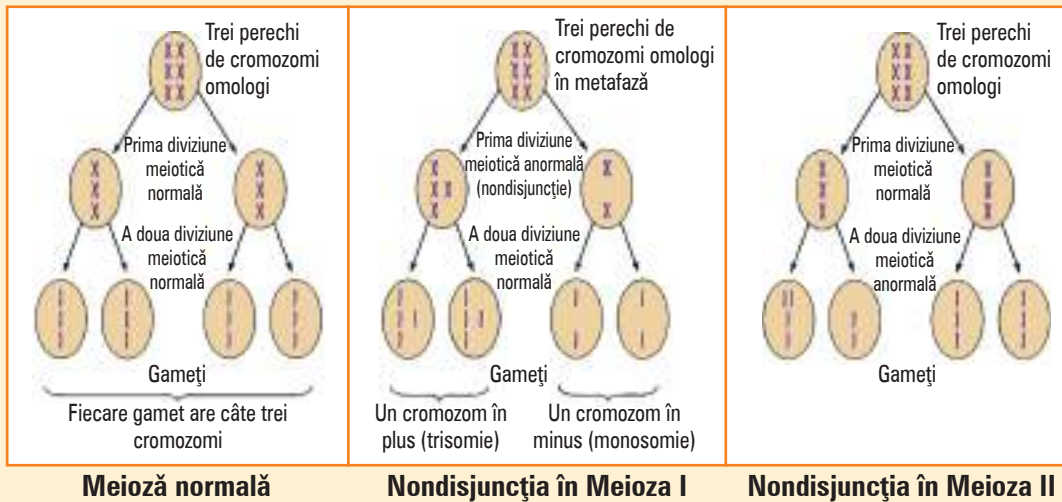 Trei perechi
de cromozomi
omologi
Prima diviziune
meiotică
normală
A doua diviziune
meiotică
normală
Gameţi
Fiecare gamet are câte trei
cromozomi
Meioză normală
Trei perechi de
cromozomi omologi
în metafază
Prima diviziune
meiotică anormală
(nondisjuncţie)
A doua diviziune
meiotică
normală
Gameţi
Un cromozom în
plus (trisomie)
Un cromozom în
minus (monosomie)
Nondisjuncţia în Meioza I
Trei perechi
de cromozomi
omologi
Prima diviziune
meiotică
normală
A doua diviziune
meiotică
anormală
Gameţi
Nondisjuncţia în Meioza II